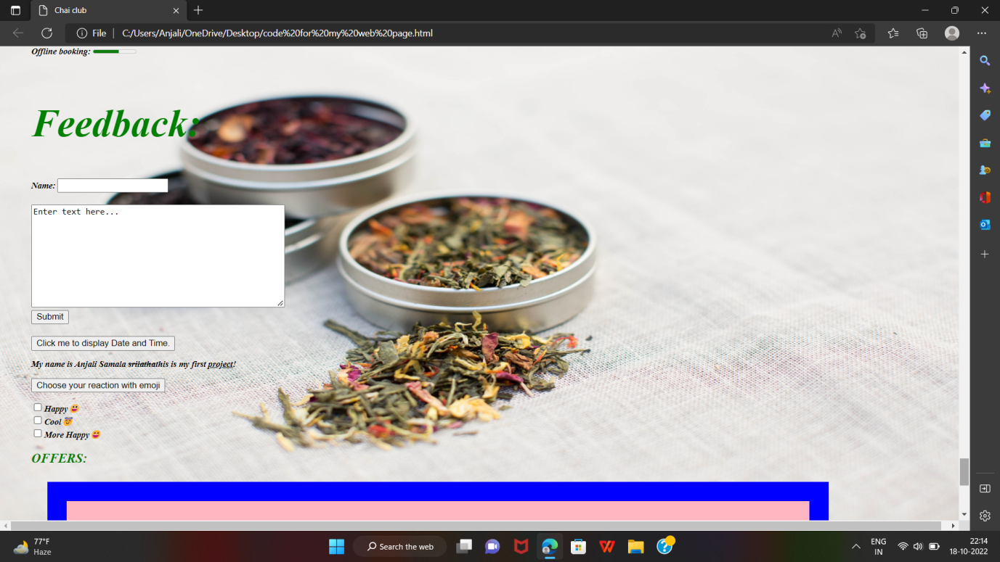 Chai club
File
C:/Users/Anjali/OneDrive/Desktop/code%20for%20my%20web%20page.html
Offline booking:
Feedback:
Name:
Enter text here...
Submit
Click me to display Date and Time.
My name is Anjali Samala srilathathis is my first project!
Choose your reaction with emoji
Happy 😀
Cool 😇
More Happy 😆
OFFERS:
77°F
Haze
Search the web
ENG
IN
22:14
18-10-2022